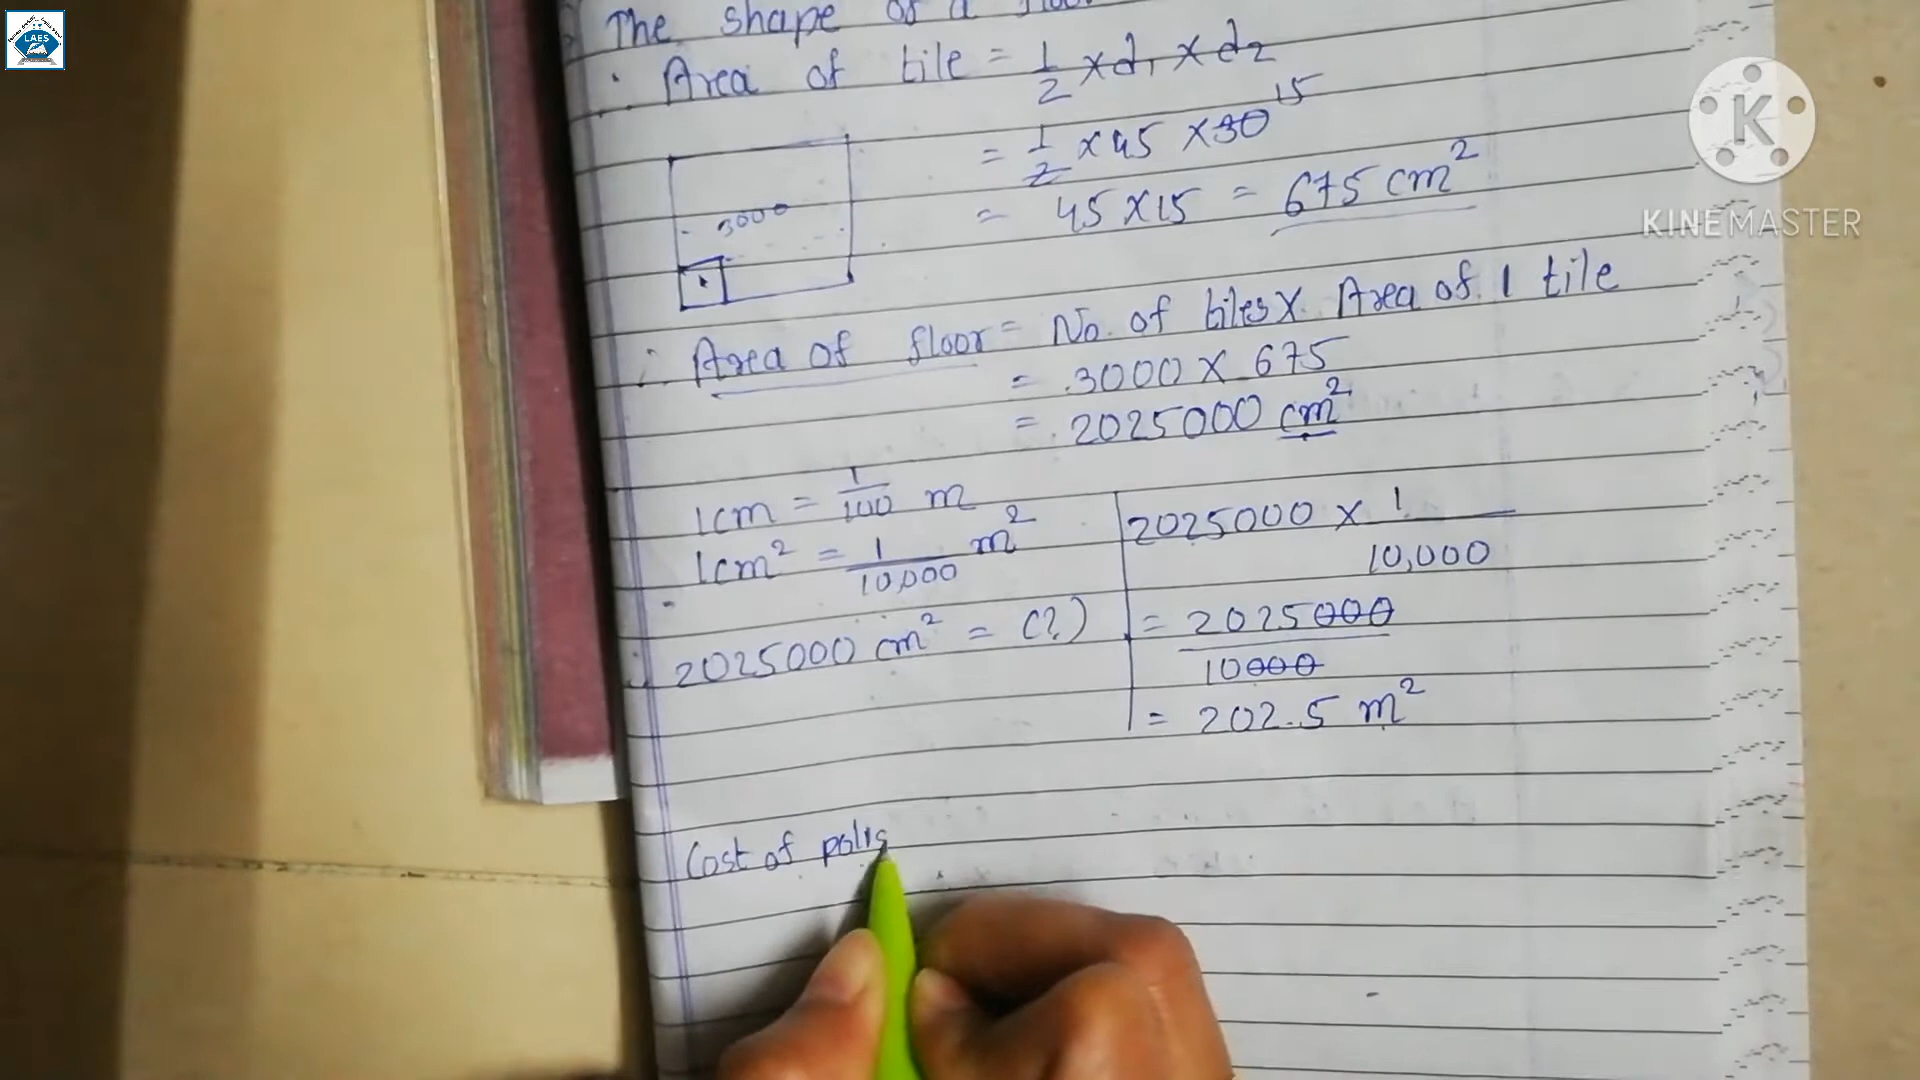 LAES
The shape of a
∴ Area of tile = 1/2 × d1 × d2
= 1/2 × 45 × 30 15
= 45 × 15 = 675 cm²
3000
∴ Area of floor = No. of tiles × Area of 1 tile
= 3000 × 675
= 2025000 cm²
1cm = 1/100 m
1cm² = 1/10,000 m²
2025000 cm² = (?)
2025000 × 1/10,000
= 2025000/10000
= 202.5 m²
Cost of polis
K
KINEMASTER